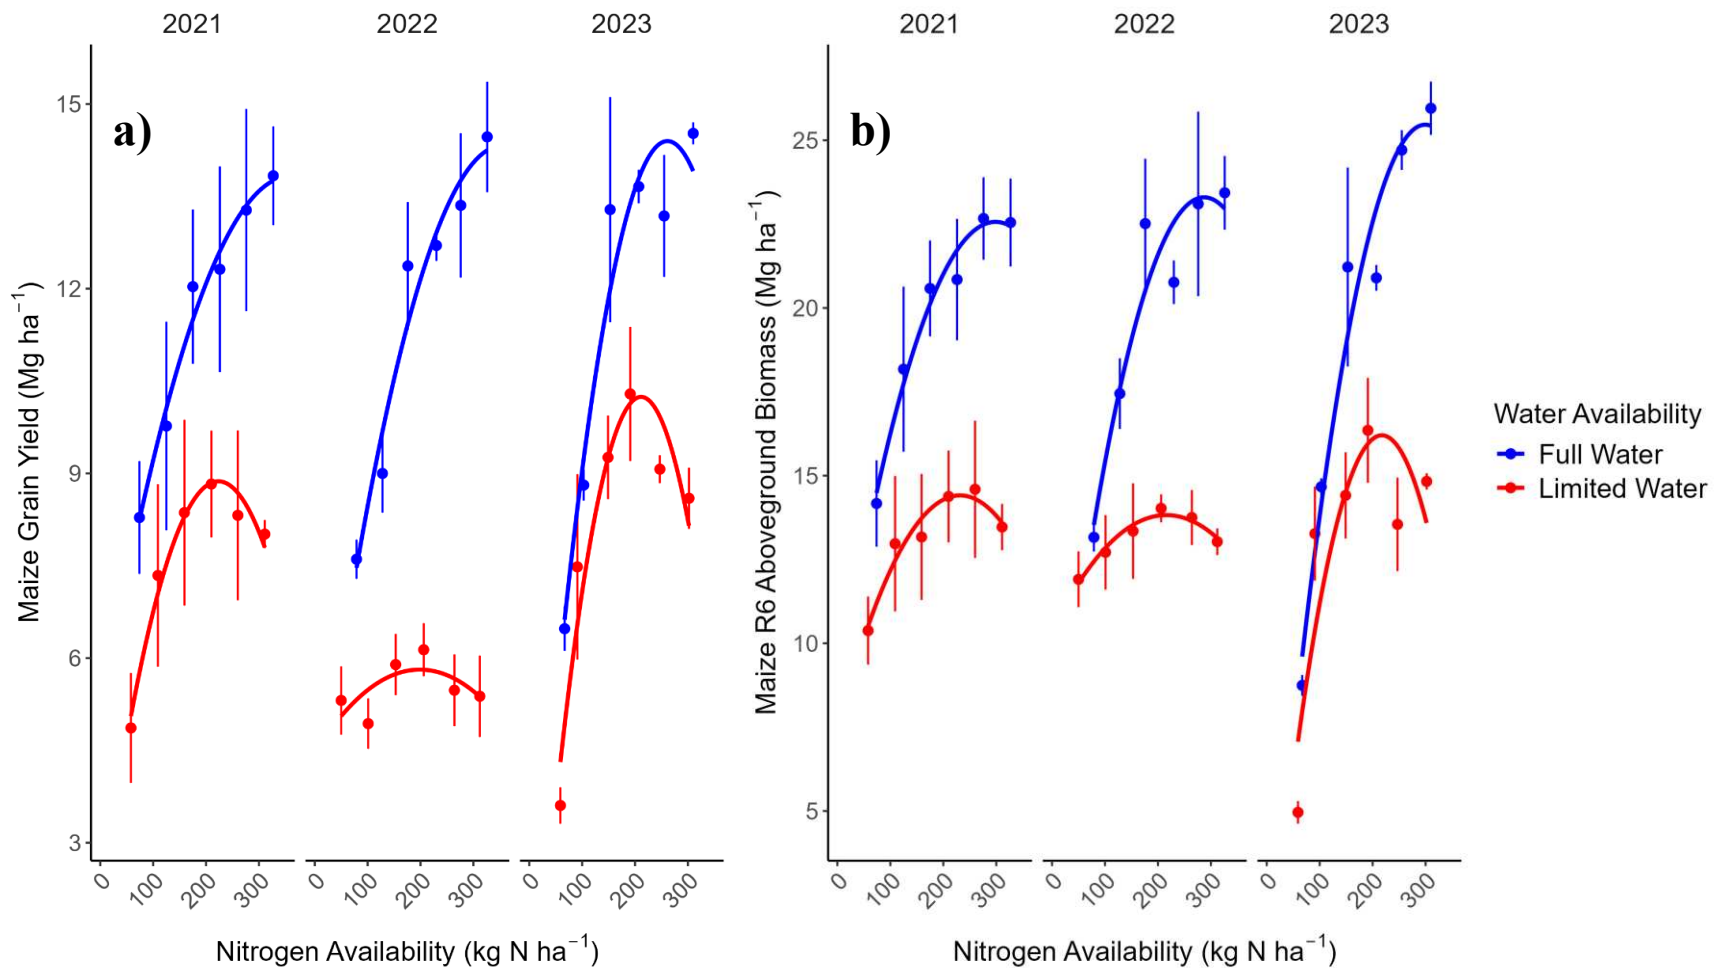 2021 2022 2023
a)
Maize Grain Yield (Mg ha⁻¹)
15
12
9
6
3
0 100 200 300 0 100 200 300 0 100 200 300
Nitrogen Availability (kg N ha⁻¹)
2021 2022 2023
b)
Maize R6 Aboveground Biomass (Mg ha⁻¹)
25
20
15
10
5
0 100 200 300 0 100 200 300 0 100 200 300
Nitrogen Availability (kg N ha⁻¹)
Water Availability
Full Water
Limited Water